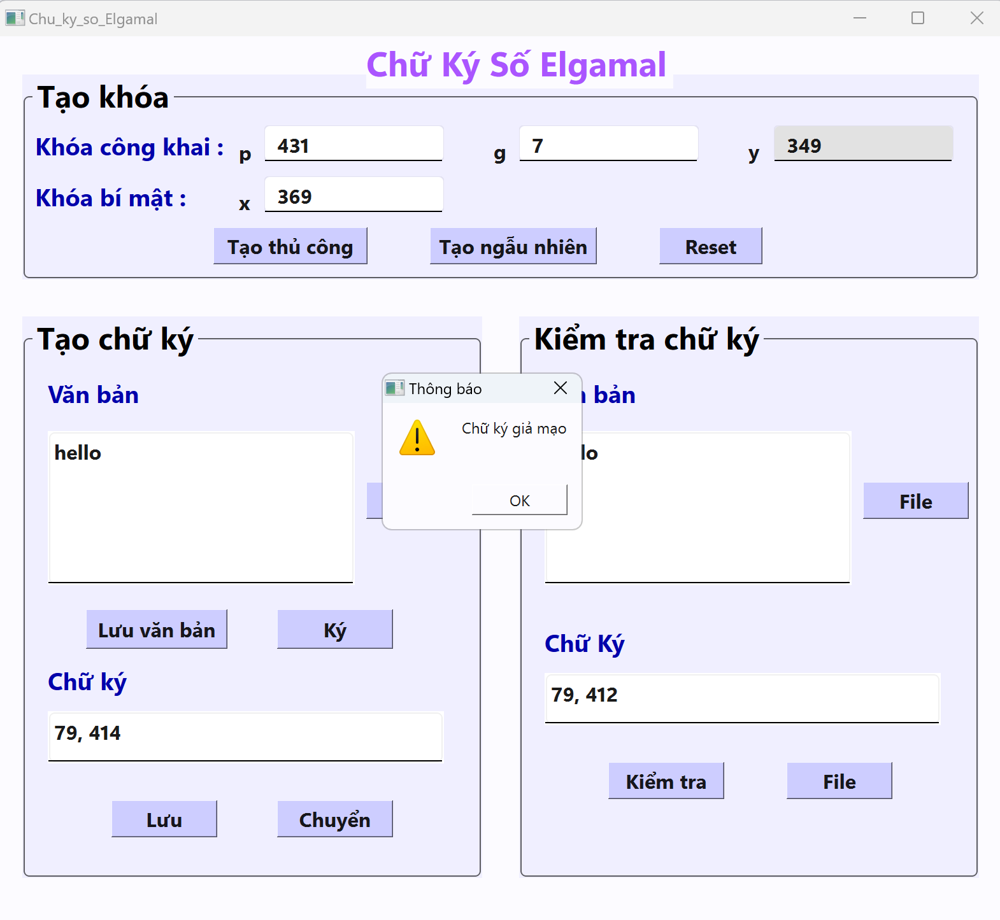 Chu_ky_so_Elgamal
Chữ Ký Số Elgamal
Tạo khóa
Khóa công khai : p 431 g 7 y 349
Khóa bí mật : x 369
Tạo thủ công Tạo ngẫu nhiên Reset
Tạo chữ ký
Văn bản
hello
Lưu văn bản Ký
Chữ ký
79, 414
Lưu Chuyển
Thông báo
Chữ ký giả mạo
OK
Kiểm tra chữ ký
bản
lo
File
Chữ Ký
79, 412
Kiểm tra File